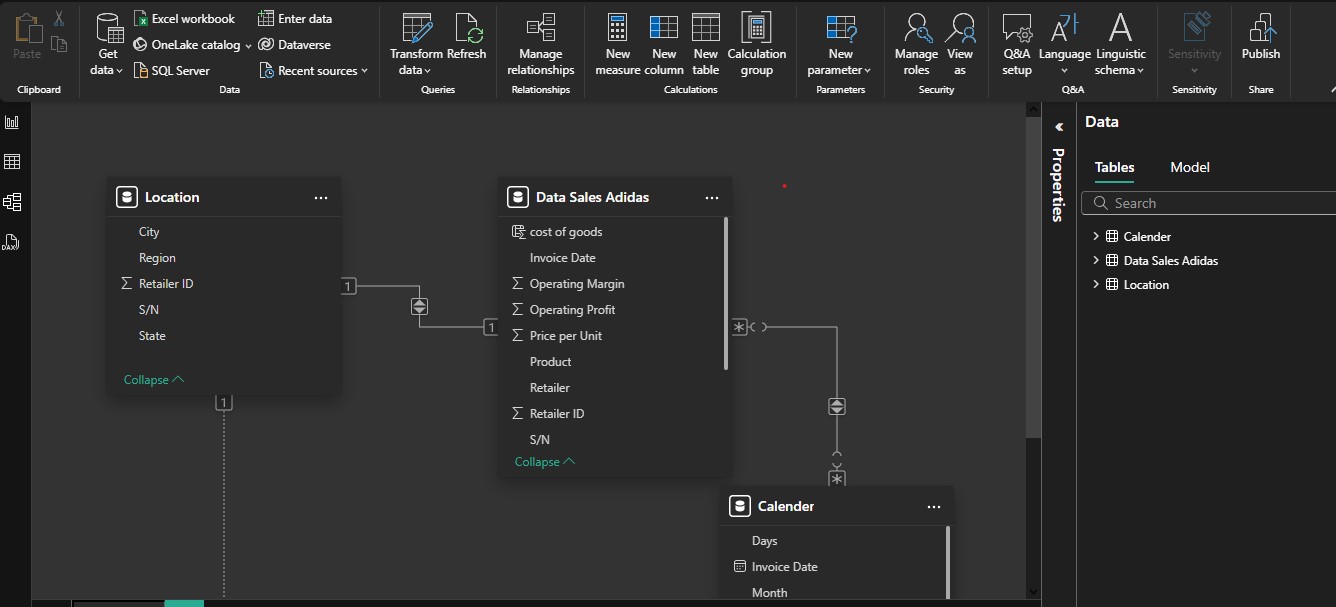 Paste
Clipboard
Get data
Excel workbook
OneLake catalog
SQL Server
Enter data
Dataverse
Recent sources
Data
Transform data
Refresh
Queries
Manage relationships
Relationships
New measure
New column
New table
Calculation group
Calculations
New parameter
Parameters
Manage roles
View as
Security
Q&A setup
Language
Linguistic schema
Q&A
Sensitivity
Sensitivity
Publish
Share
DAX
Location
City
Region
Retailer ID
S/N
State
Collapse
1
1
1
Data Sales Adidas
cost of goods
Invoice Date
Operating Margin
Operating Profit
Price per Unit
Product
Retailer
Retailer ID
S/N
Collapse
*
*
Calender
Days
Invoice Date
Month
Properties
Data
Tables
Model
Search
Calender
Data Sales Adidas
Location